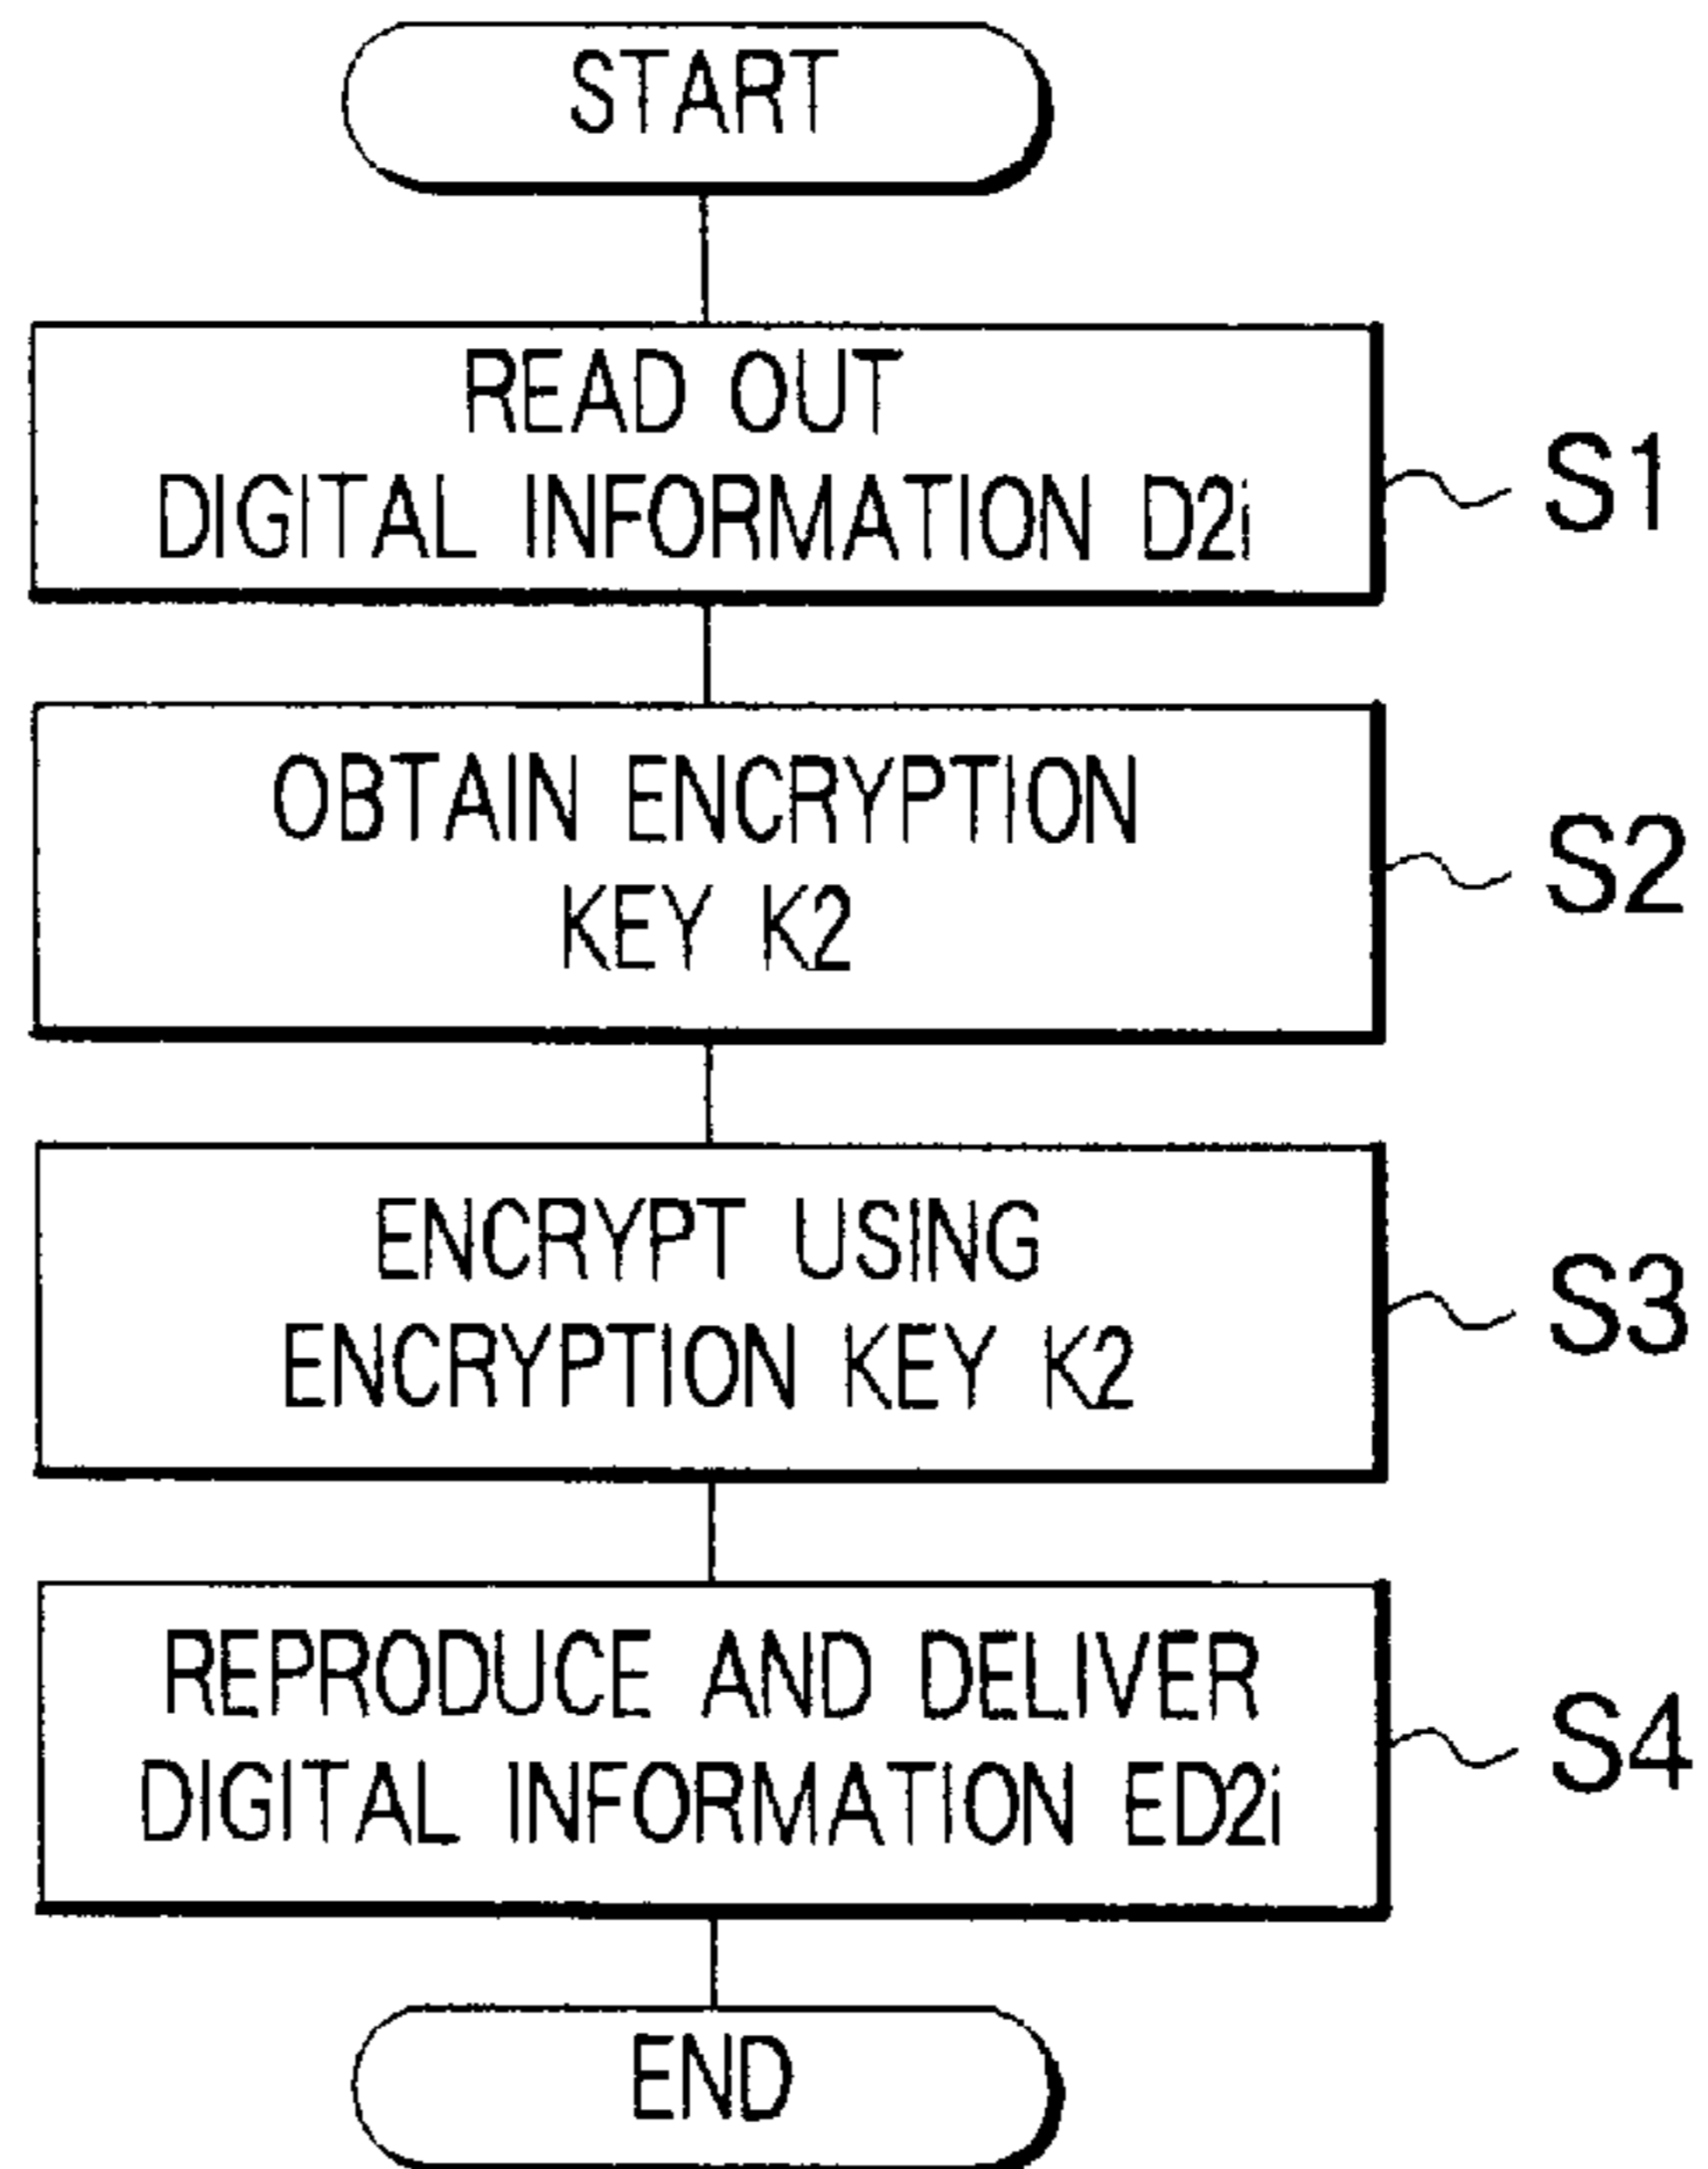 START
READ OUT
DIGITAL INFORMATION D2i
S1
OBTAIN ENCRYPTION
KEY K2
S2
ENCRYPT USING
ENCRYPTION KEY K2
S3
REPRODUCE AND DELIVER
DIGITAL INFORMATION ED2i
S4
END